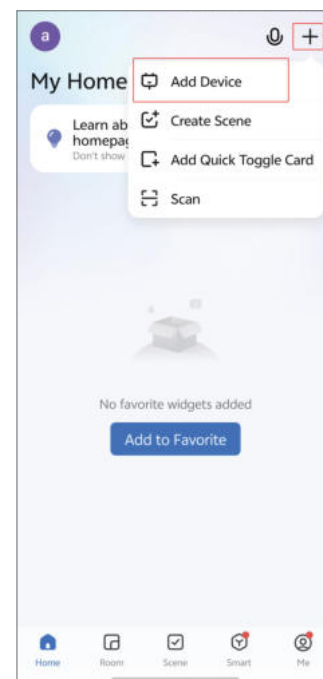 a
My Home
Add Device
Create Scene
Add Quick Toggle Card
Scan
Learn ab
homepag
Don't show
No favorite widgets added
Add to Favorite
Home Room Scene Smart Me